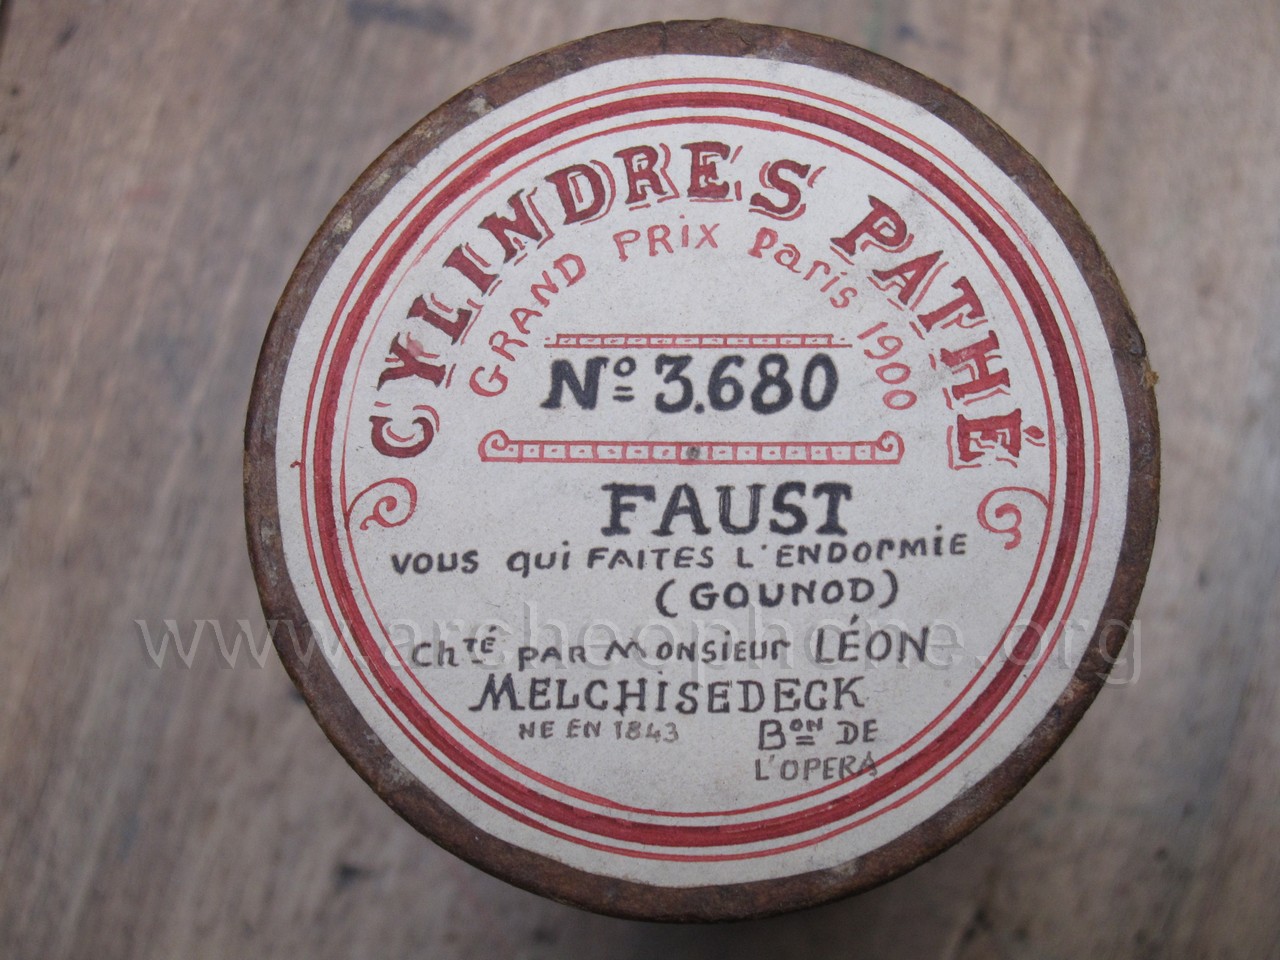 CYLINDRES PATHÉ
GRAND PRIX Paris 1900
Nº 3.680
FAUST
VOUS qui FAITES L'ENDORMIE
(GOUNOD)
Chᵀᴱ́ PAR MONSIEUR LÉON
MELCHISEDECK
NE EN 1843 Bᴼᴺ DE
L'OPERA
www.archeophone.org